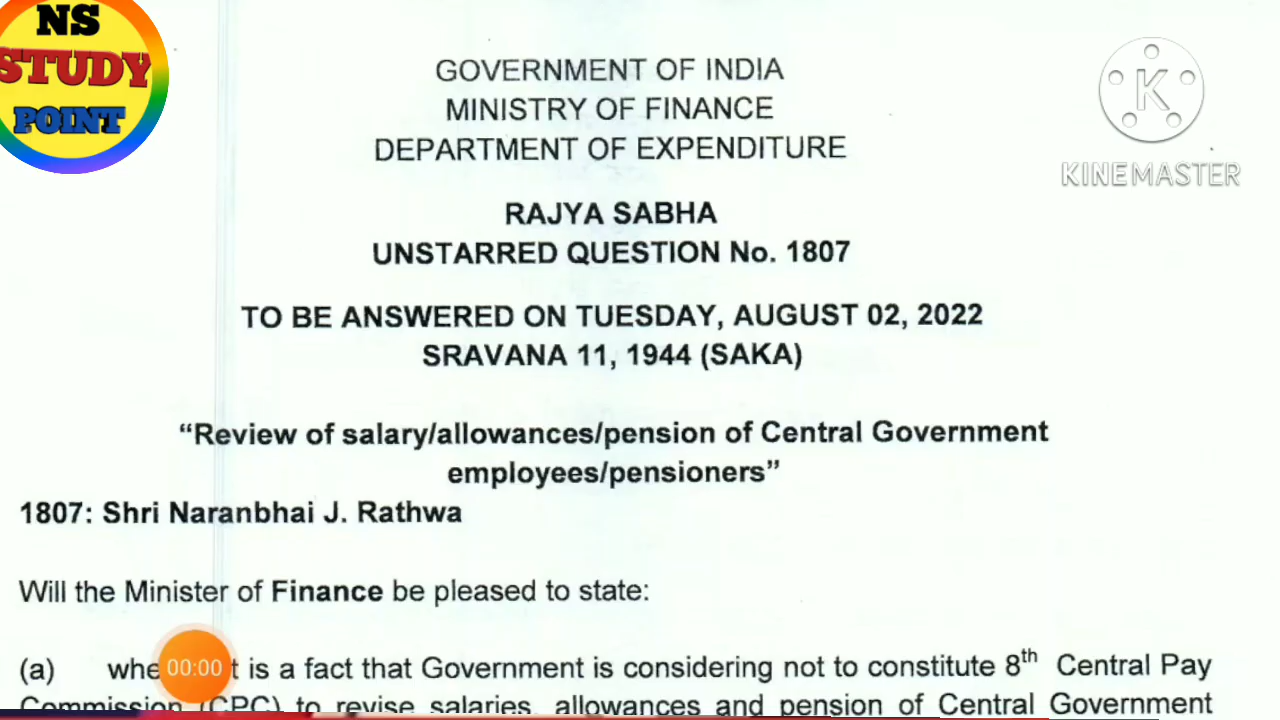 NS
STUDY
POINT
K
KINEMASTER
GOVERNMENT OF INDIA
MINISTRY OF FINANCE
DEPARTMENT OF EXPENDITURE
RAJYA SABHA
UNSTARRED QUESTION No. 1807
TO BE ANSWERED ON TUESDAY, AUGUST 02, 2022
SRAVANA 11, 1944 (SAKA)
“Review of salary/allowances/pension of Central Government
employees/pensioners”
1807: Shri Naranbhai J. Rathwa
Will the Minister of Finance be pleased to state:
(a) whe 00:00 t is a fact that Government is considering not to constitute 8th Central Pay
Commission (CPC) to revise salaries, allowances and pension of Central Government